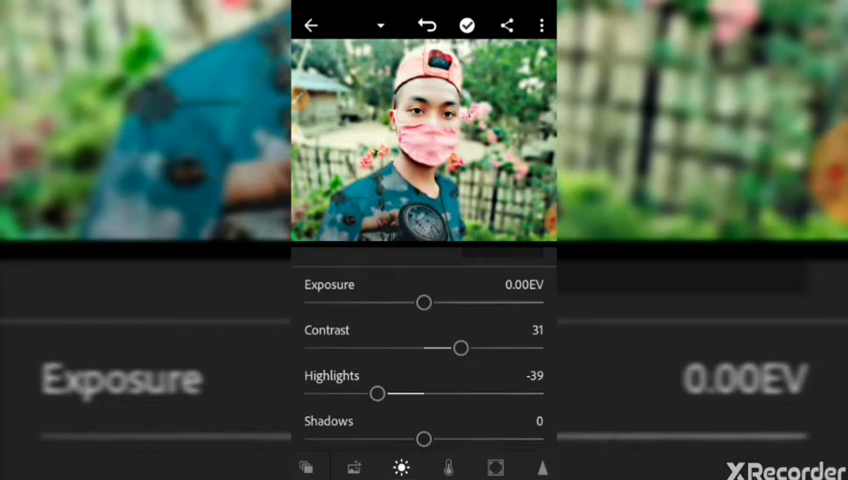 Exposure 0.00EV
Contrast 31
Highlights -39
Shadows 0
Exposure 0.00EV
XRecorder